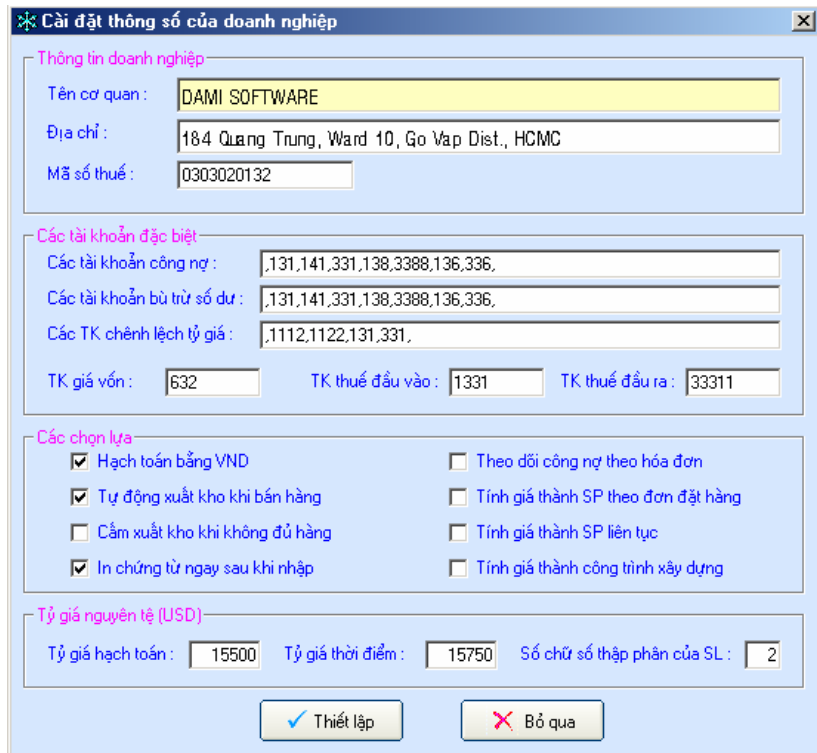 Cài đặt thông số của doanh nghiệp
Thông tin doanh nghiệp
Tên cơ quan : DAMI SOFTWARE
Địa chỉ : 184 Quang Trung, Ward 10, Go Vap Dist., HCMC
Mã số thuế : 0303020132
Các tài khoản đặc biệt
Các tài khoản công nợ : ,131,141,331,138,3388,136,336,
Các tài khoản bù trừ số dư : ,131,141,331,138,3388,136,336,
Các TK chênh lệch tỷ giá : ,1112,1122,131,331,
TK giá vốn : 632 TK thuế đầu vào : 1331 TK thuế đầu ra : 33311
Các chọn lựa
Hạch toán bằng VND Theo dõi công nợ theo hóa đơn
Tự động xuất kho khi bán hàng Tính giá thành SP theo đơn đặt hàng
Cấm xuất kho khi không đủ hàng Tính giá thành SP liên tục
In chứng từ ngay sau khi nhập Tính giá thành công trình xây dựng
Tỷ giá nguyên tệ (USD)
Tỷ giá hạch toán : 15500 Tỷ giá thời điểm : 15750 Số chữ số thập phân của SL : 2
Thiết lập Bỏ qua